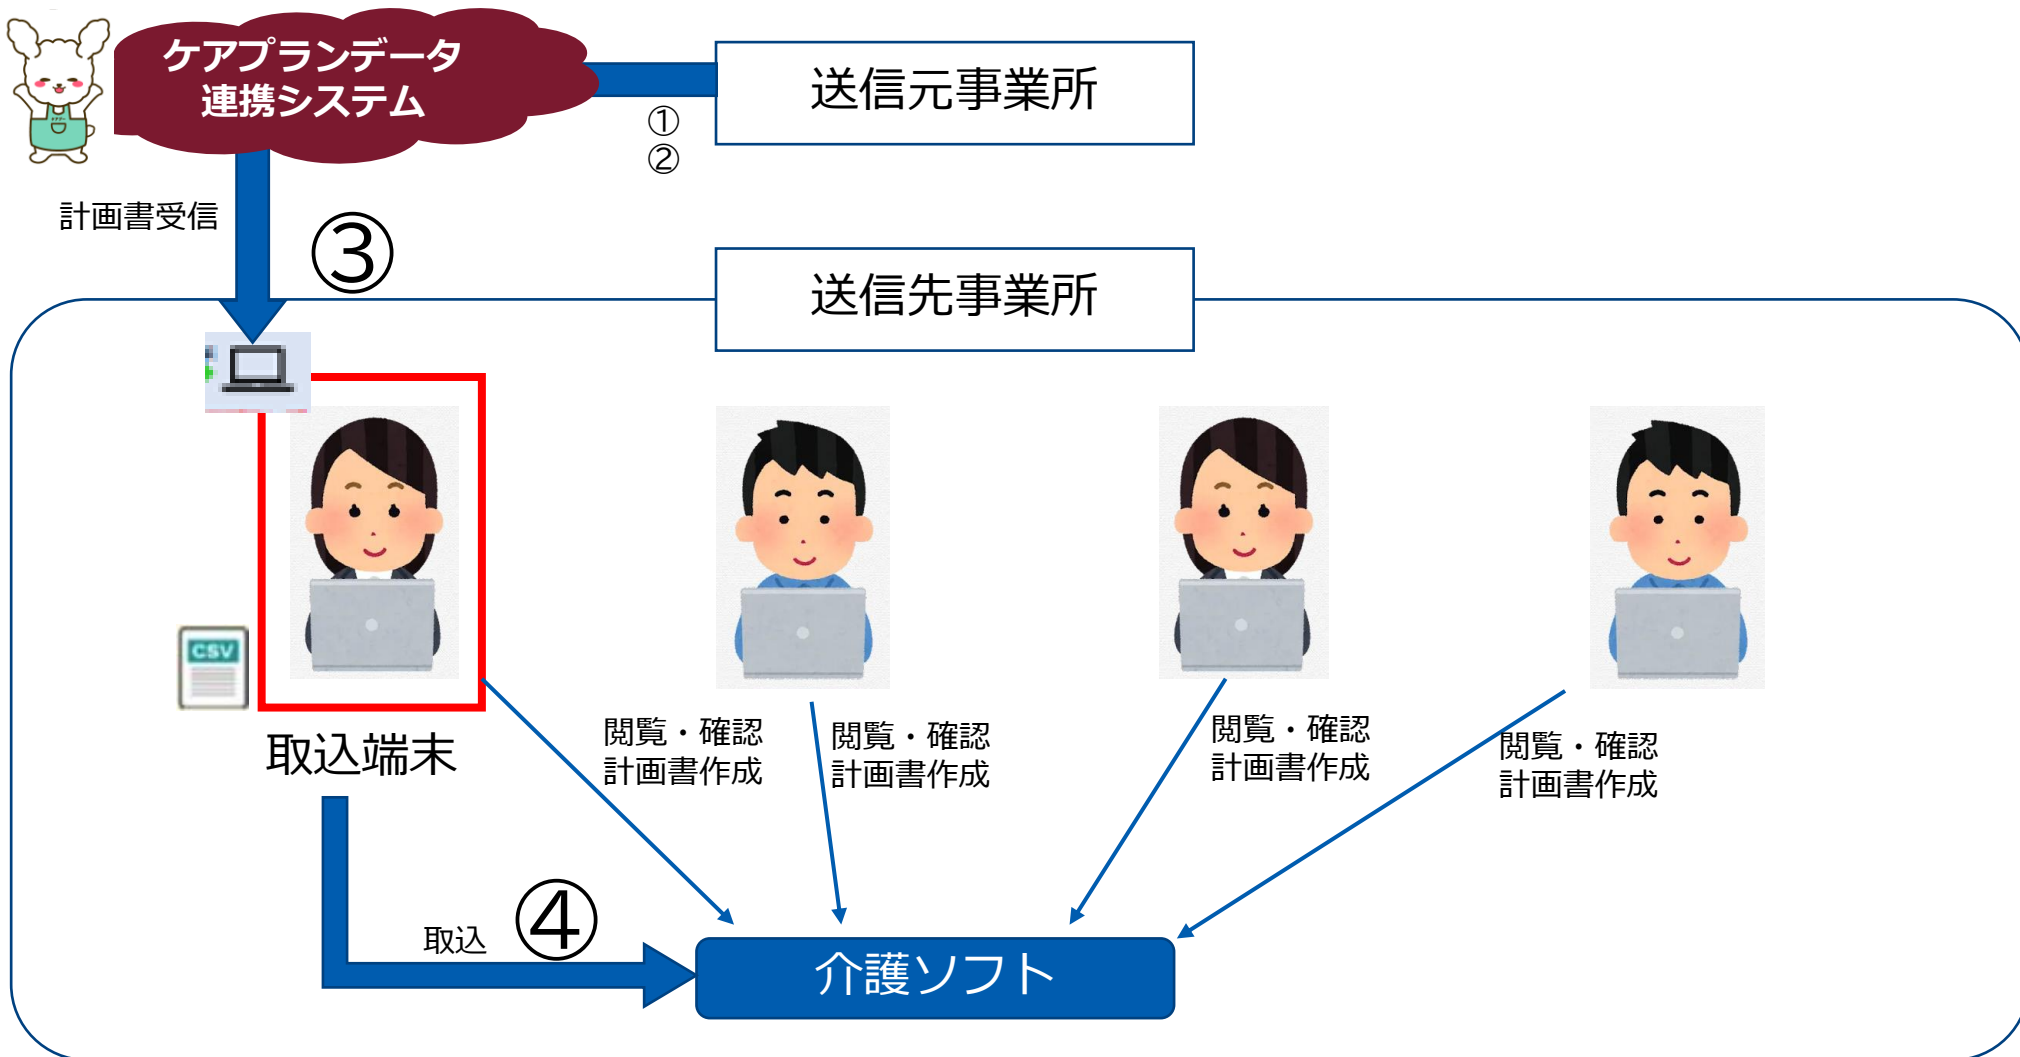 ケアプランデータ
連携システム
送信元事業所
①
②
計画書受信
③
送信先事業所
CSV
取込端末
閲覧・確認
計画書作成
閲覧・確認
計画書作成
閲覧・確認
計画書作成
閲覧・確認
計画書作成
取込
④
介護ソフト